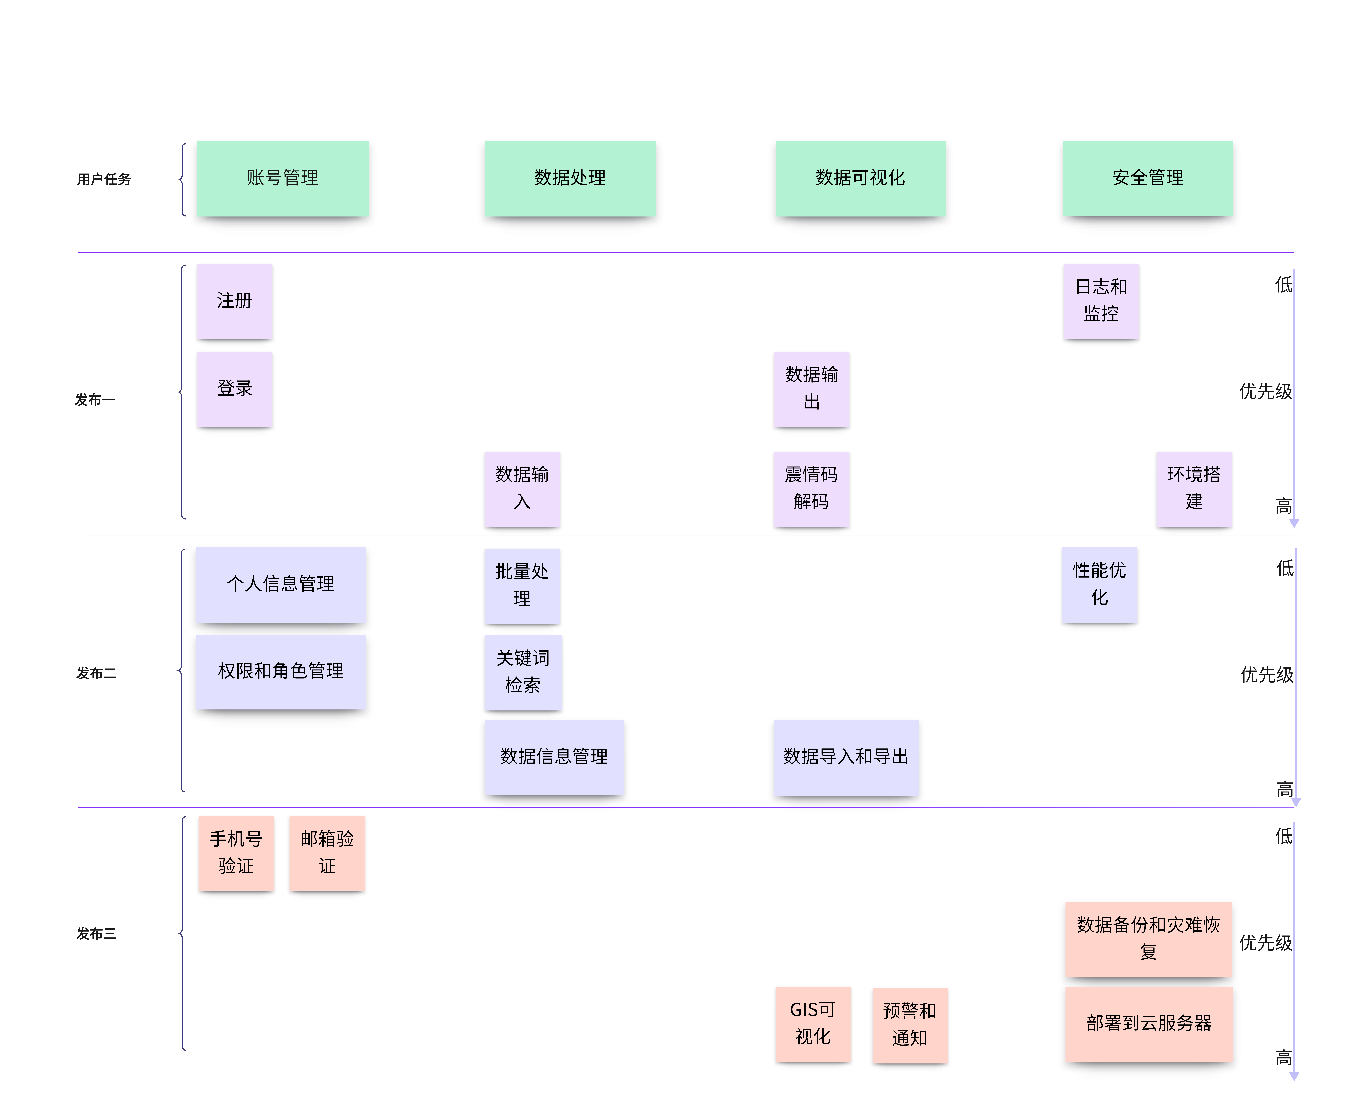 用户任务
账号管理
数据处理
数据可视化
安全管理
发布一
注册
日志和
监控
低
登录
数据输
出
优先级
数据输
入
震情码
解码
环境搭
建
高
发布二
个人信息管理
批量处
理
性能优
化
低
权限和角色管理
关键词
检索
优先级
数据信息管理
数据导入和导出
高
发布三
手机号
验证
邮箱验
证
低
数据备份和灾难恢
复
优先级
GIS可
视化
预警和
通知
部署到云服务器
高